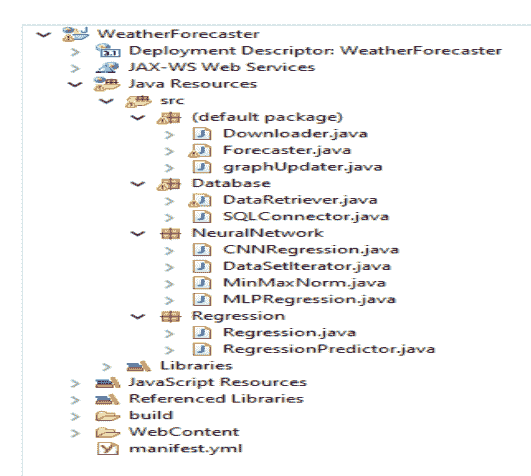 WeatherForecaster
Deployment Descriptor: WeatherForecaster
JAX-WS Web Services
Java Resources
src
(default package)
Downloader.java
Forecaster.java
graphUpdater.java
Database
DataRetriever.java
SQLConnector.java
NeuralNetwork
CNNRegression.java
DataSetIterator.java
MinMaxNorm.java
MLPRegression.java
Regression
Regression.java
RegressionPredictor.java
Libraries
JavaScript Resources
Referenced Libraries
build
WebContent
manifest.yml